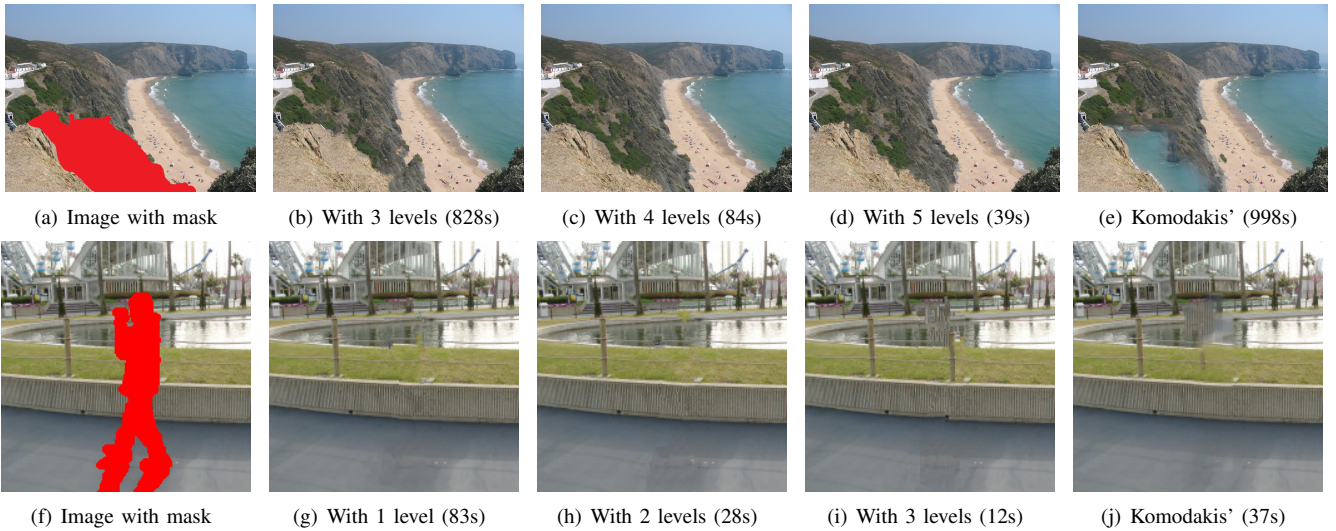 (a) Image with mask
(b) With 3 levels (828s)
(c) With 4 levels (84s)
(d) With 5 levels (39s)
(e) Komodakis’ (998s)
(f) Image with mask
(g) With 1 level (83s)
(h) With 2 levels (28s)
(i) With 3 levels (12s)
(j) Komodakis’ (37s)